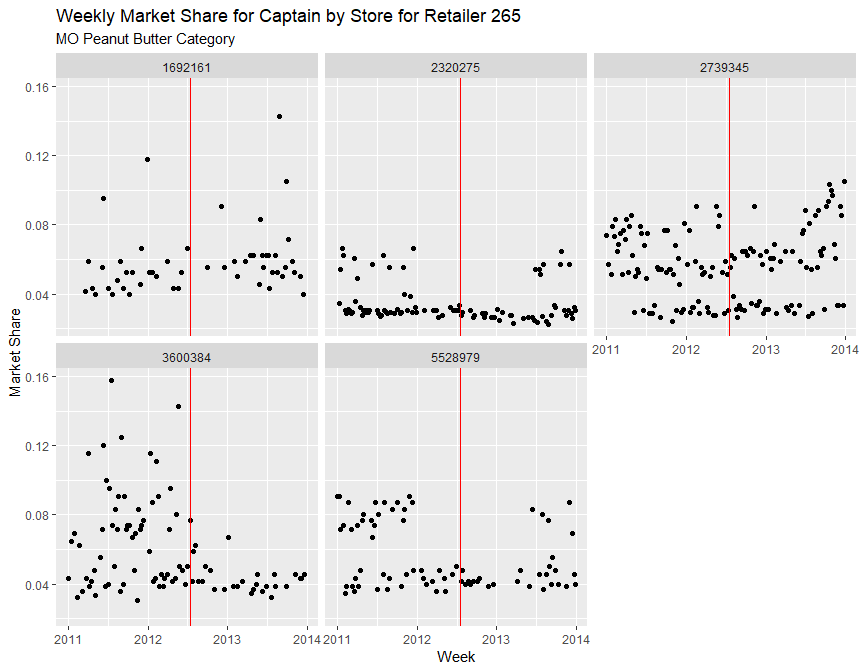 Weekly Market Share for Captain by Store for Retailer 265
MO Peanut Butter Category
1692161 2320275 2739345
0.16
0.12
0.08
0.04
2011 2012 2013 2014
3600384 5528979
0.16
0.12
0.08
0.04
2011 2012 2013 2014 2011 2012 2013 2014
Market Share
Week